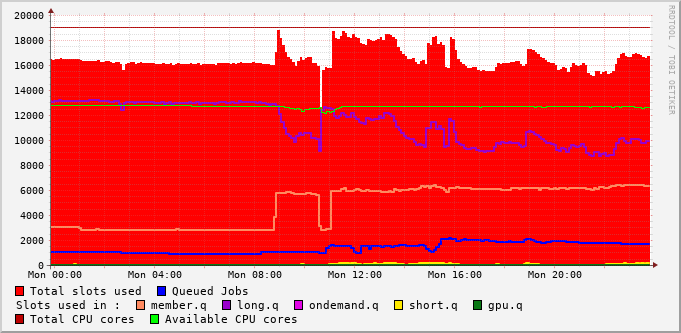 20000
18000
16000
14000
12000
10000
8000
6000
4000
2000
0
Mon 00:00 Mon 04:00 Mon 08:00 Mon 12:00 Mon 16:00 Mon 20:00
Total slots used Queued Jobs
Slots used in : member.q long.q ondemand.q short.q gpu.q
Total CPU cores Available CPU cores
RRDTOOL / TOBI OETIKER